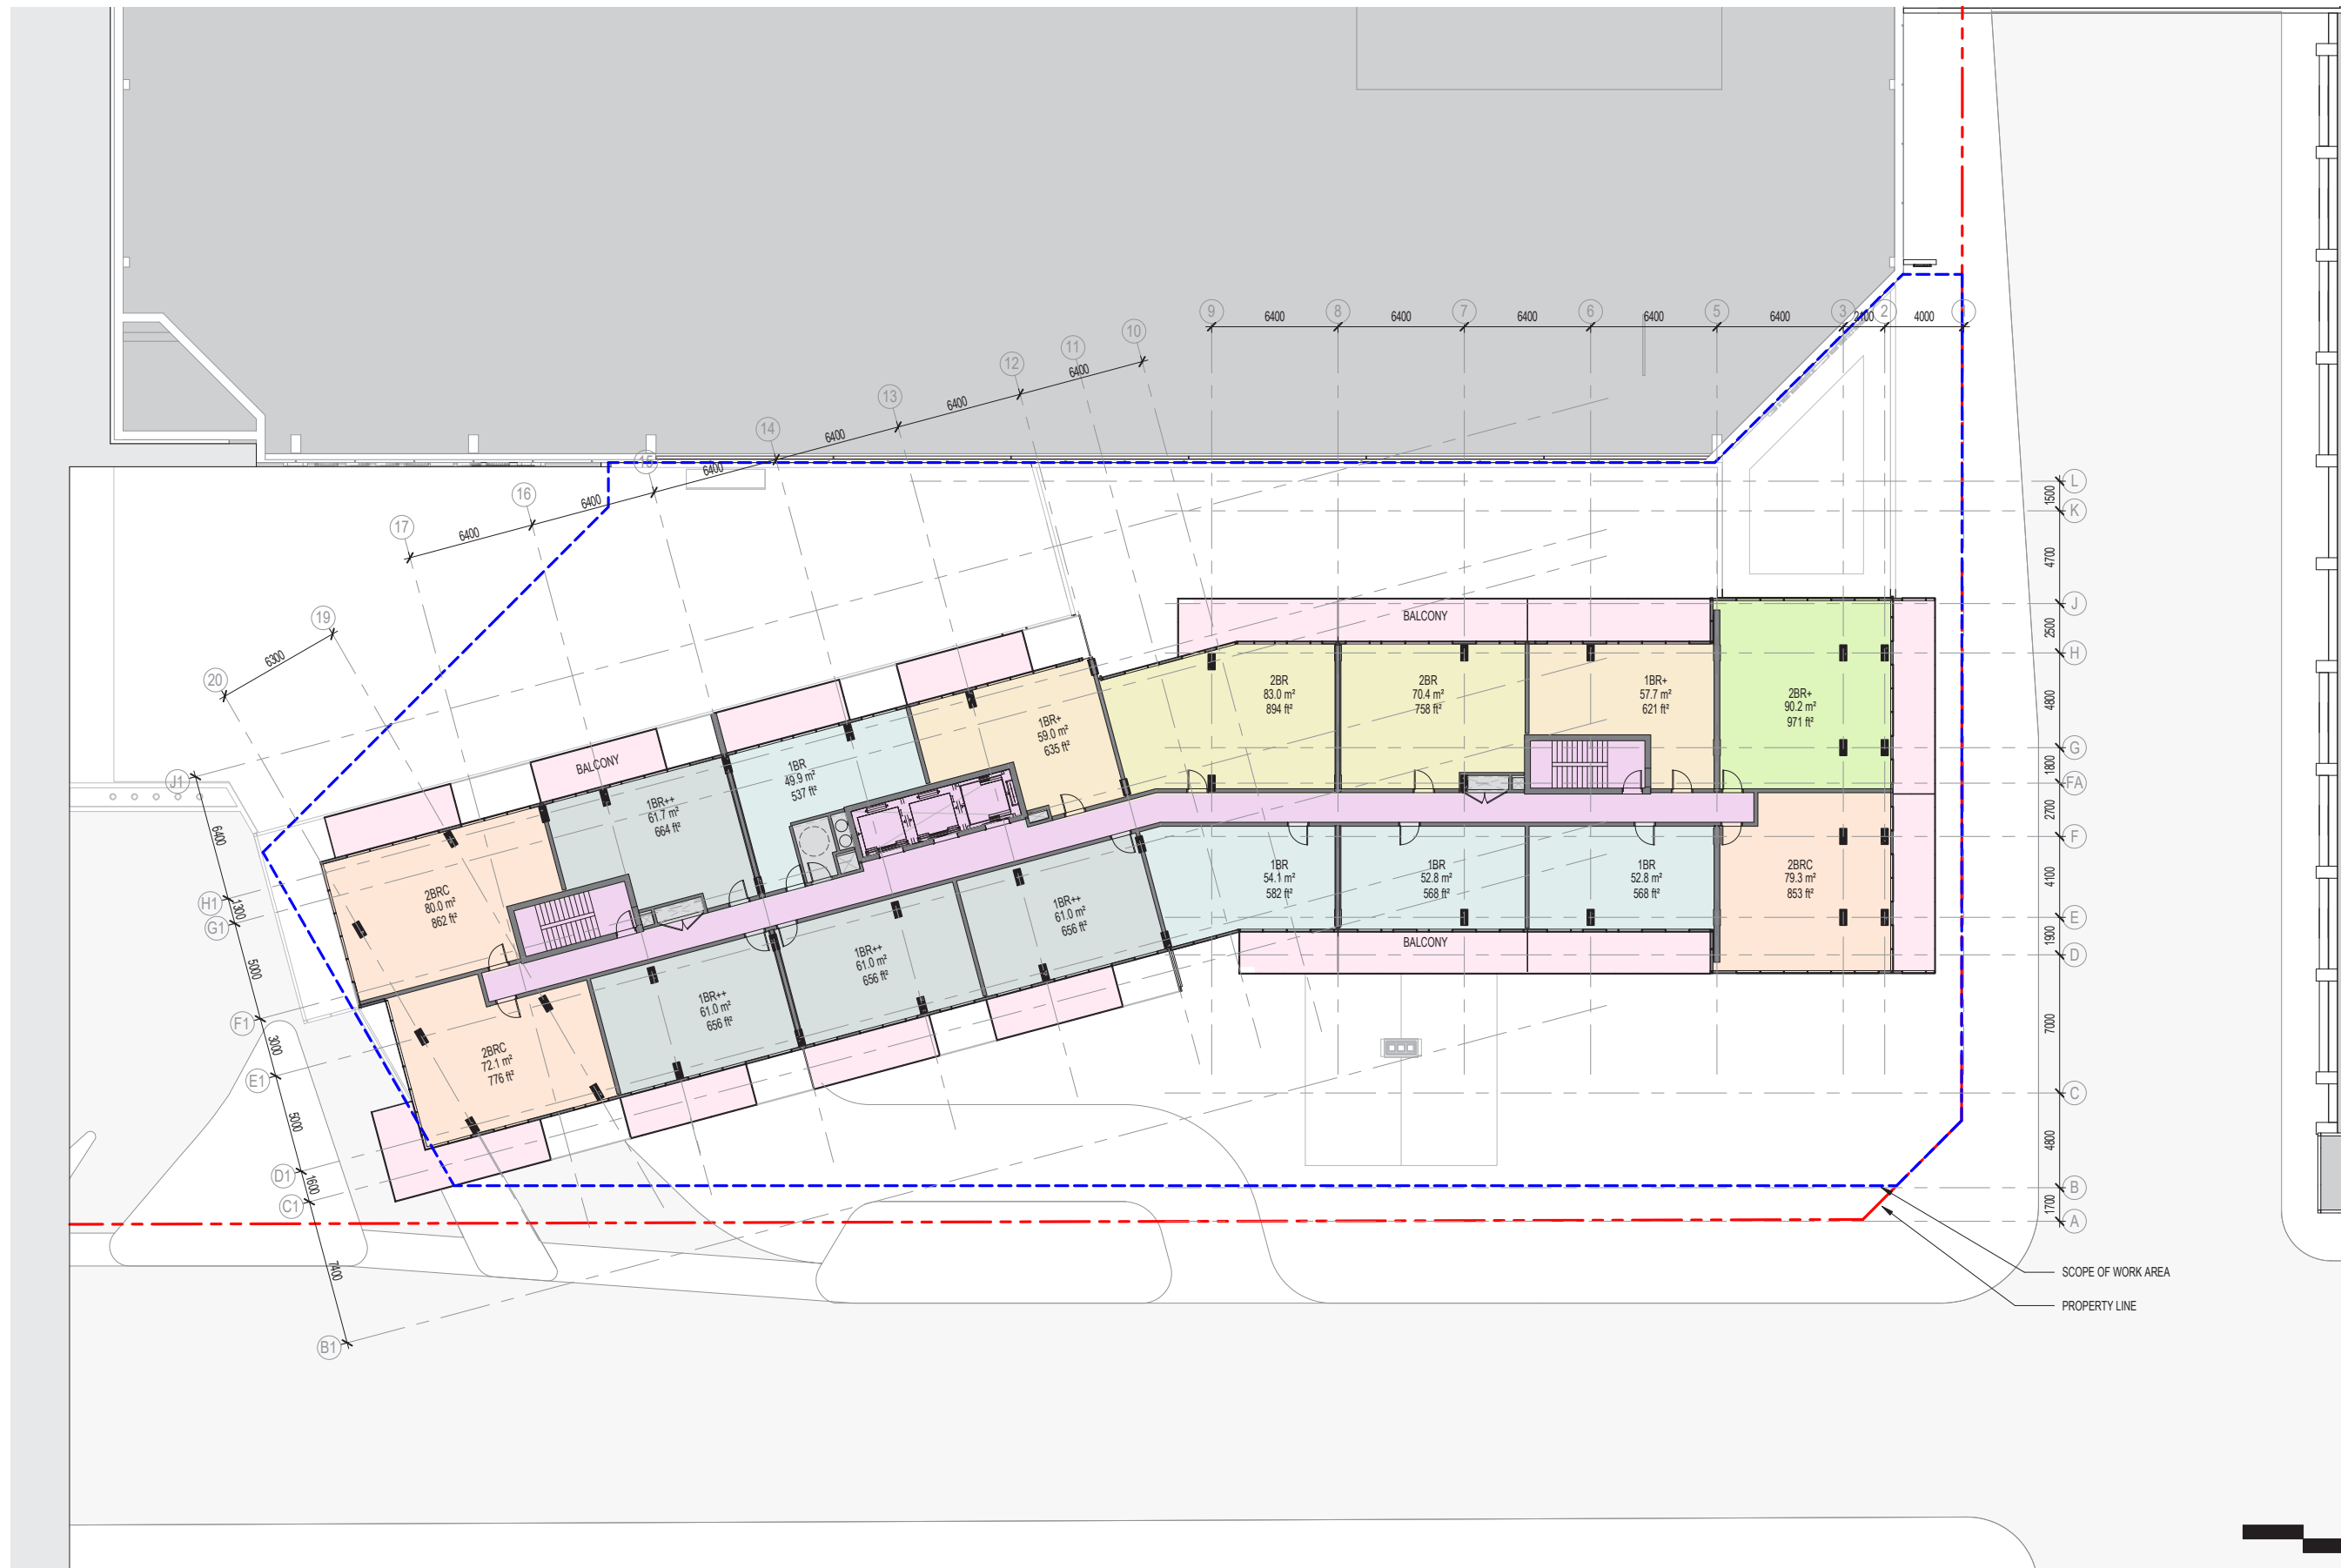 9
8
7
6
5
3
2
6400
6400
6400
6400
6400
2100
4000
10
11
12
13
14
15
16
17
19
20
6400
6400
6400
6400
6400
6400
6300
L
K
J
H
G
FA
F
E
D
C
B
A
1500
4700
2500
4800
1800
2700
4100
1900
7000
4800
1700
J1
H1
G1
F1
E1
D1
C1
B1
6400
1300
5000
3000
5000
1600
7400
BALCONY
BALCONY
BALCONY
2BR
83.0 m²
894 ft²
2BR
70.4 m²
758 ft²
1BR+
57.7 m²
621 ft²
2BR+
90.2 m²
971 ft²
1BR+
59.0 m²
635 ft²
1BR
49.9 m²
537 ft²
1BR++
61.7 m²
664 ft²
2BRC
80.0 m²
862 ft²
1BR
54.1 m²
582 ft²
1BR
52.8 m²
568 ft²
1BR
52.8 m²
568 ft²
2BRC
79.3 m²
853 ft²
1BR++
61.0 m²
656 ft²
1BR++
61.0 m²
656 ft²
1BR++
61.0 m²
656 ft²
2BRC
72.1 m²
776 ft²
SCOPE OF WORK AREA
PROPERTY LINE